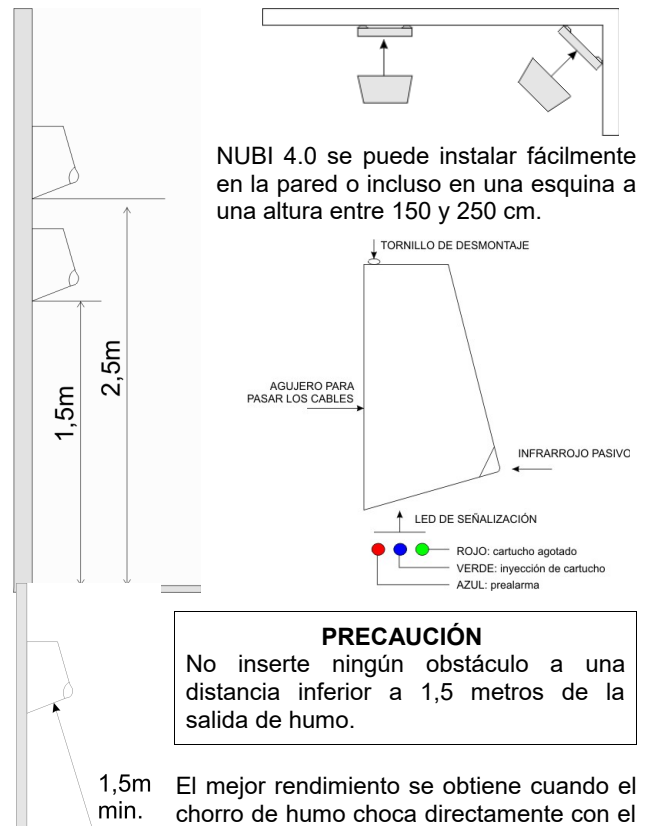 NUBI 4.0 se puede instalar fácilmente
en la pared o incluso en una esquina a
una altura entre 150 y 250 cm.
2,5m
1,5m
TORNILLO DE DESMONTAJE
AGUJERO PARA
PASAR LOS CABLES
INFRARROJO PASIVO
LED DE SEÑALIZACIÓN
ROJO: cartucho agotado
VERDE: inyección de cartucho
AZUL: prealarma
PRECAUCIÓN
No inserte ningún obstáculo a una
distancia inferior a 1,5 metros de la
salida de humo.
1,5m
min.
El mejor rendimiento se obtiene cuando el
chorro de humo choca directamente con el